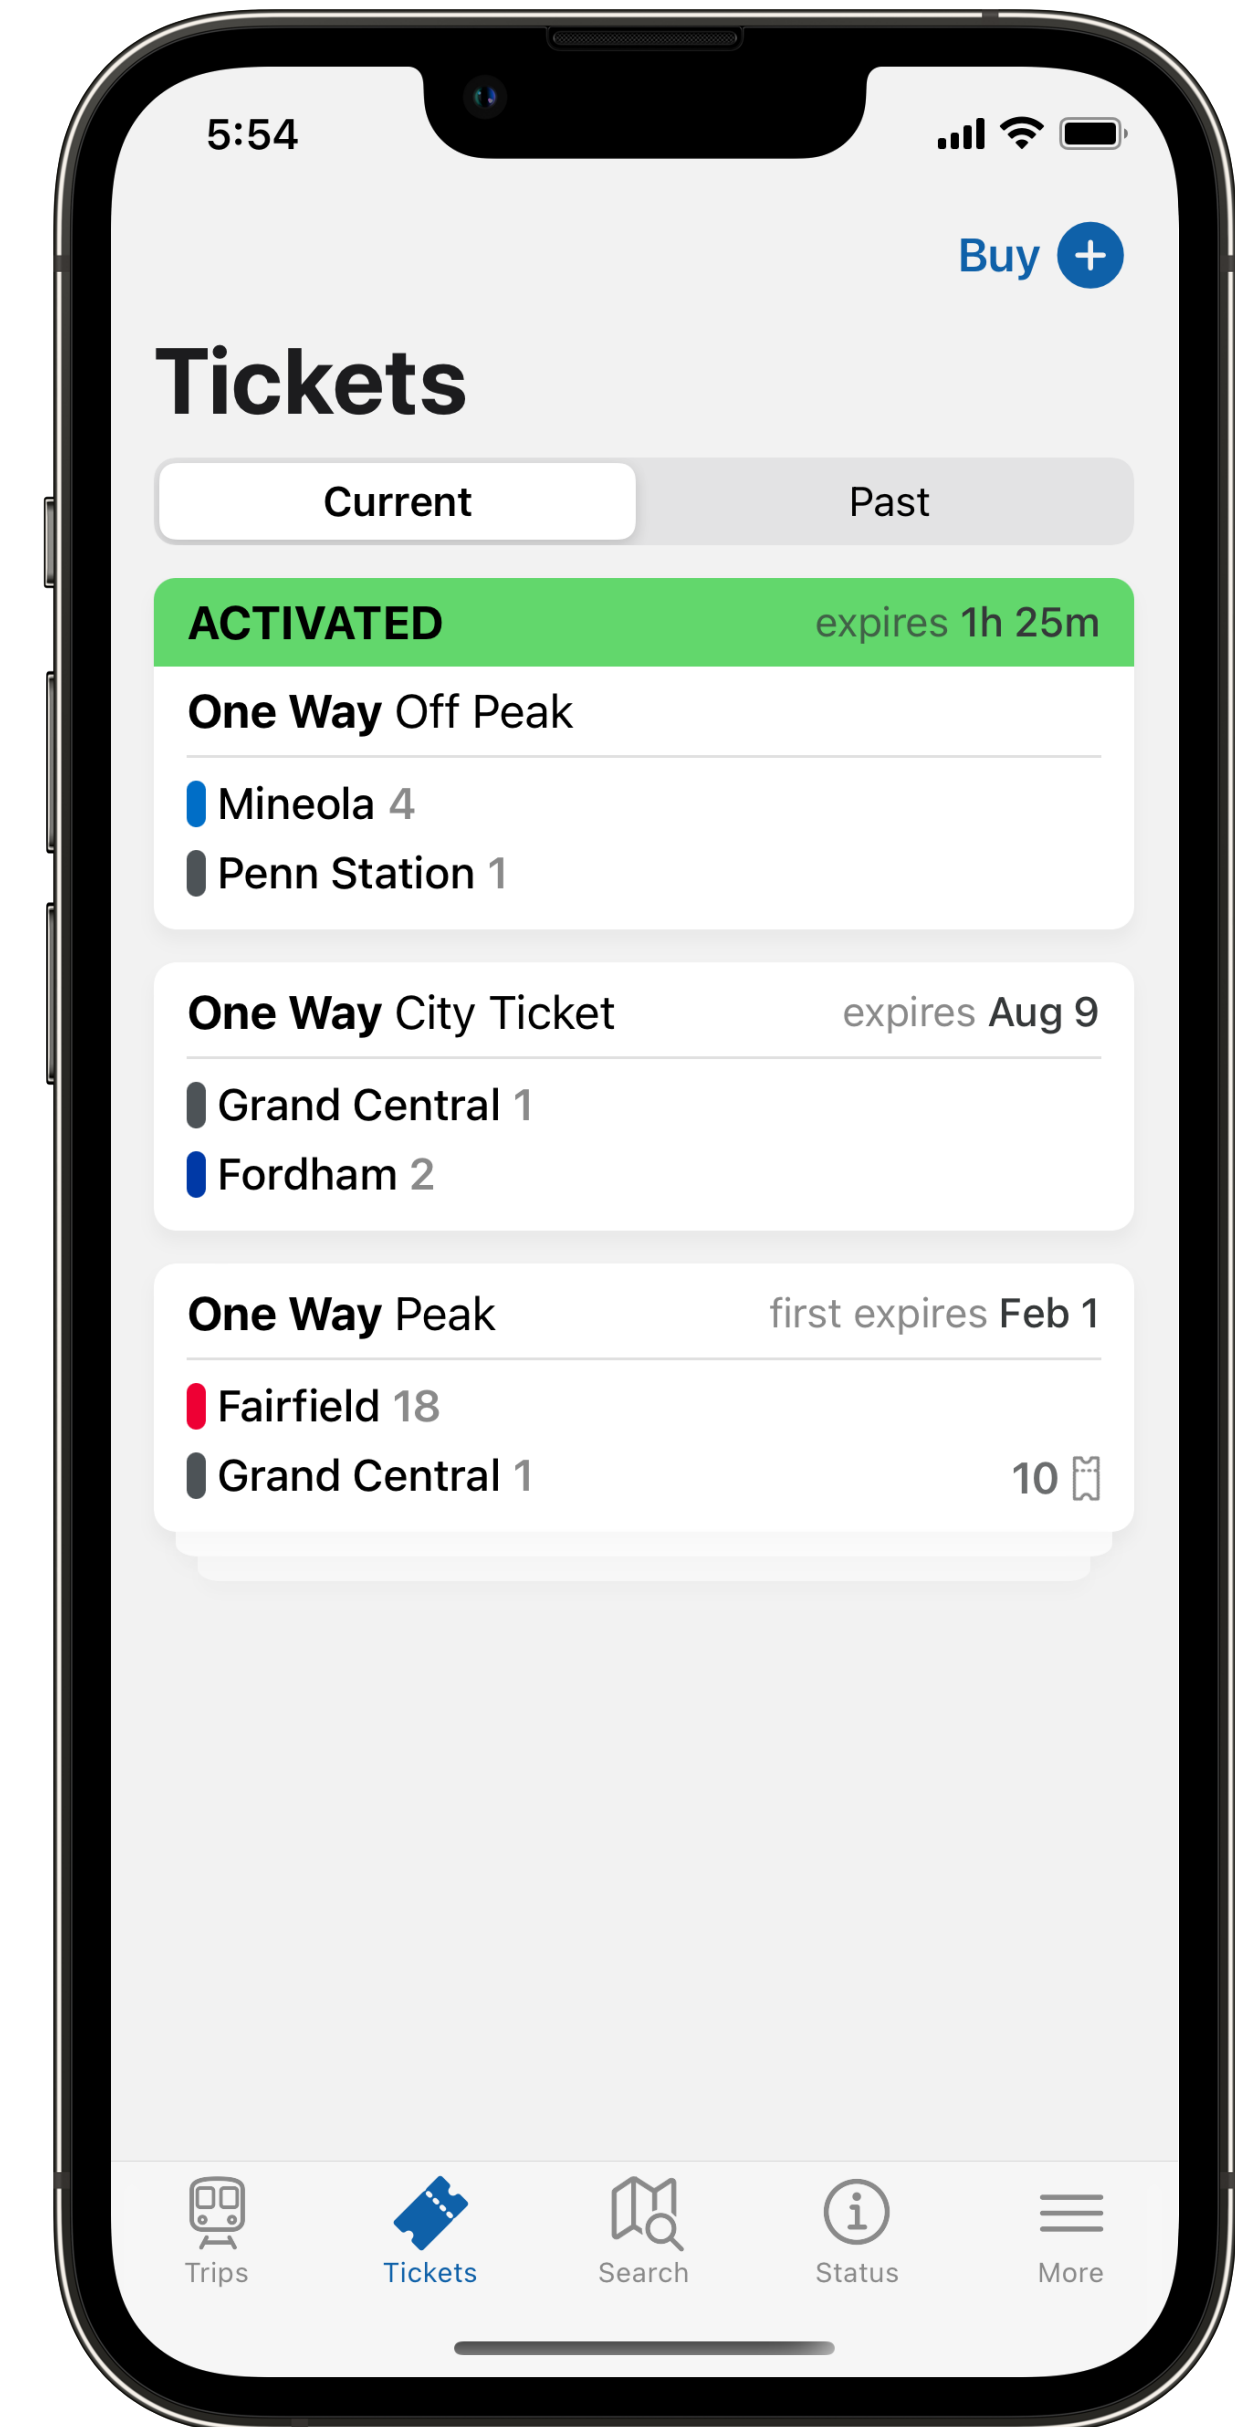 5:54
Buy
Tickets
Current Past
ACTIVATED expires 1h 25m
One Way Off Peak
Mineola 4
Penn Station 1
One Way City Ticket expires Aug 9
Grand Central 1
Fordham 2
One Way Peak first expires Feb 1
Fairfield 18
Grand Central 1 10
Trips Tickets Search Status More